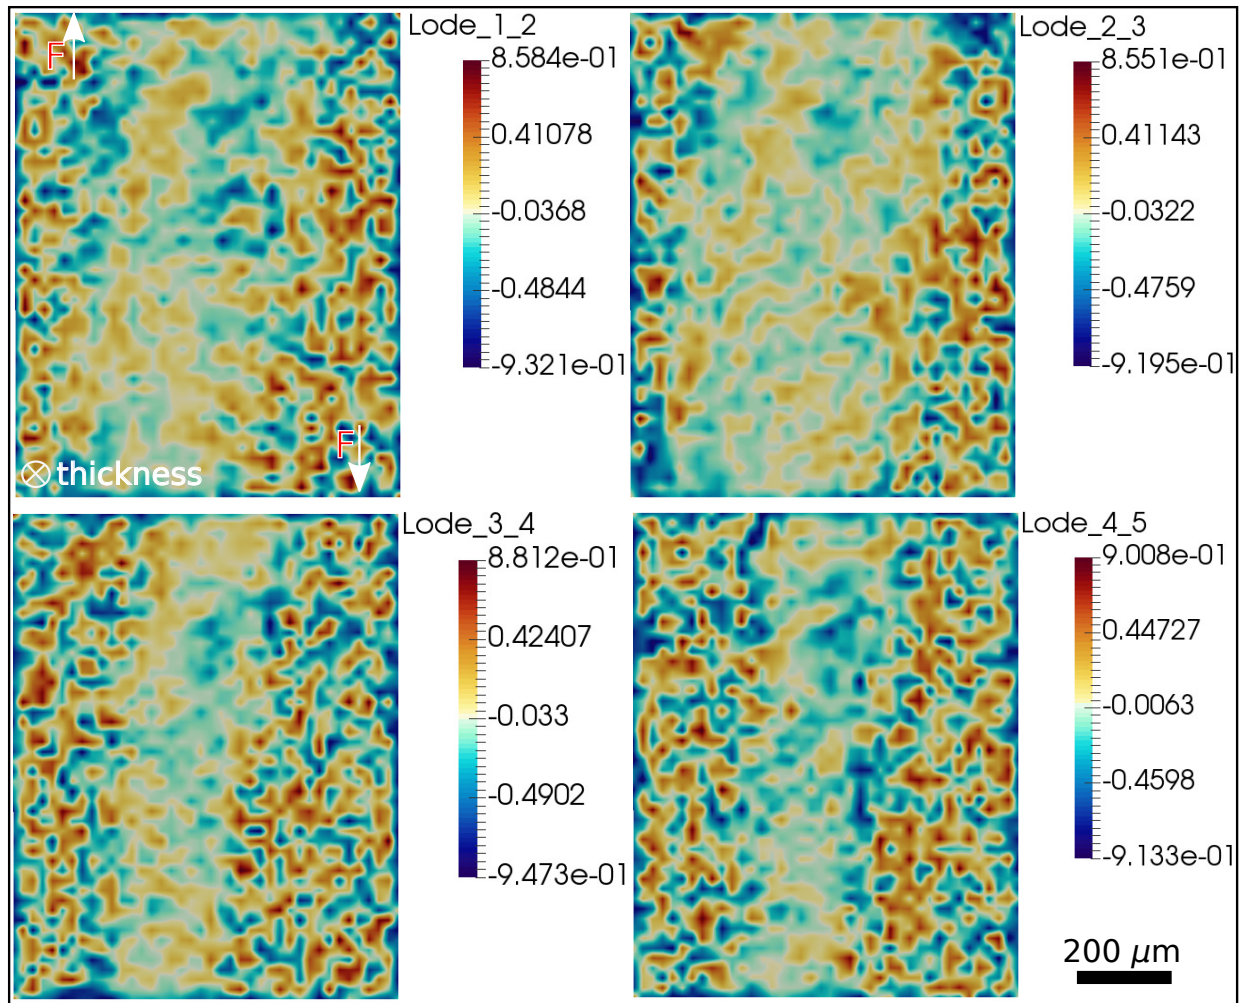 F
F
thickness
Lode_1_2
8.584e-01
0.41078
-0.0368
-0.4844
-9.321e-01
Lode_2_3
8.551e-01
0.41143
-0.0322
-0.4759
-9.195e-01
Lode_3_4
8.812e-01
0.42407
-0.033
-0.4902
-9.473e-01
Lode_4_5
9.008e-01
0.44727
-0.0063
-0.4598
-9.133e-01
200 μm